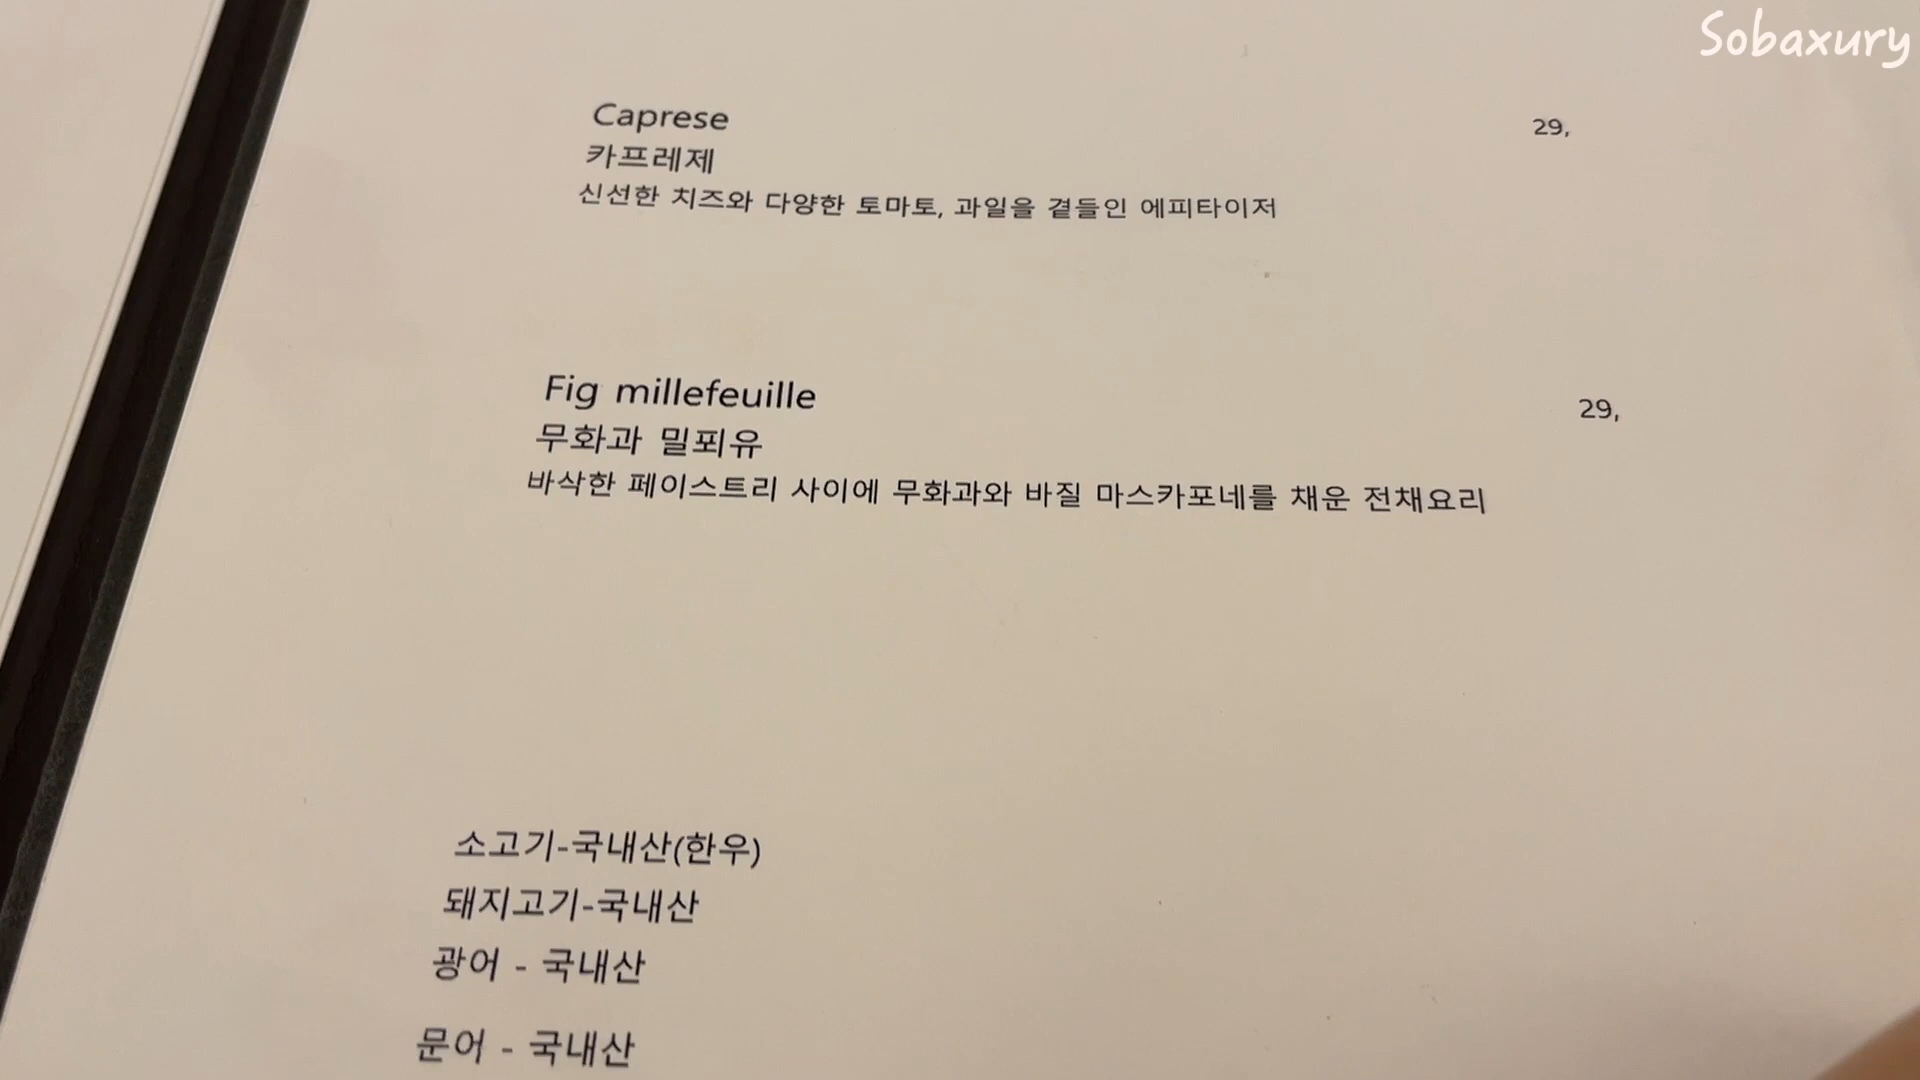 Sobaxury
Caprese 29,
카프레제
신선한 치즈와 다양한 토마토, 과일을 곁들인 에피타이저
Fig millefeuille 29,
무화과 밀푀유
바삭한 페이스트리 사이에 무화과와 바질 마스카포네를 채운 전채요리
소고기-국내산(한우)
돼지고기-국내산
광어 - 국내산
문어 - 국내산